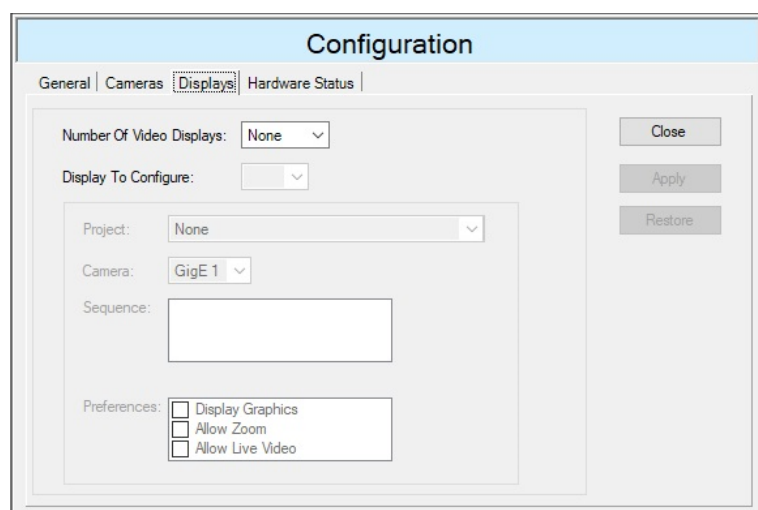 Configuration
General Cameras Displays Hardware Status
Number Of Video Displays: None
Close
Display To Configure:
Apply
Restore
Project: None
Camera: GigE 1
Sequence:
Preferences: Display Graphics
Allow Zoom
Allow Live Video